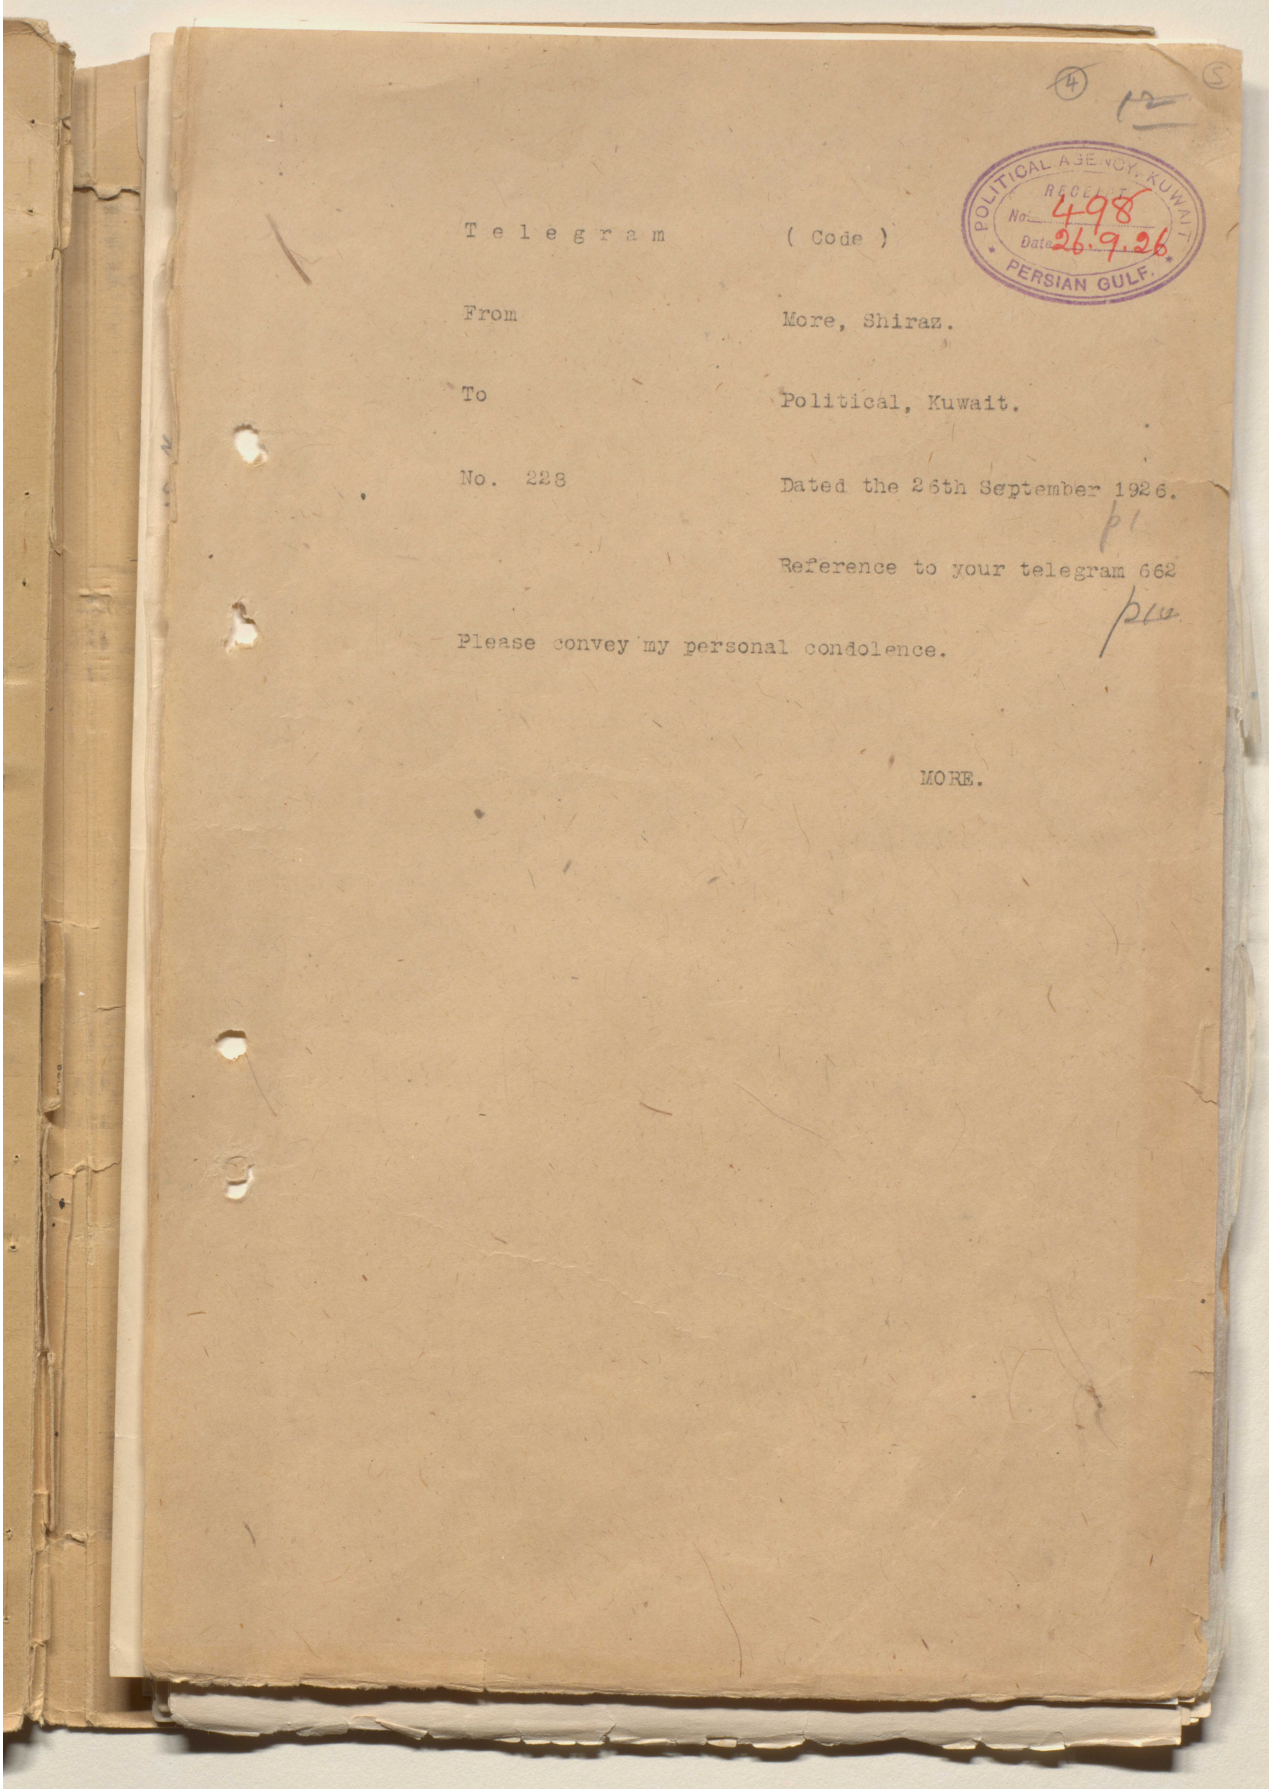 4
12
5
POLITICAL AGENCY, KUWAIT
RECEIPT
No. 498
Date 26.9.26
* PERSIAN GULF. *
Telegram ( Code )
From More, Shiraz.
To Political, Kuwait.
No. 228 Dated the 26th September 1926.
p1
Reference to your telegram 662
Please convey my personal condolence.
MORE.